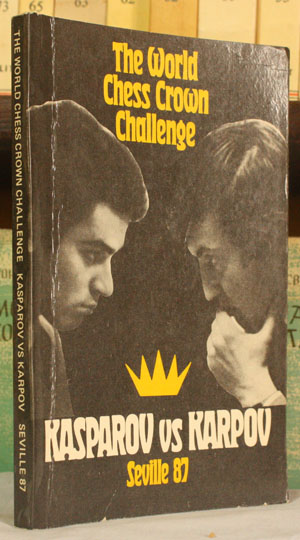 The World
Chess Crown
Challenge
KASPAROV vs KARPOV
Seville 87
THE WORLD CHESS CROWN CHALLENGE KASPAROV VS KARPOV SEVILLE 87